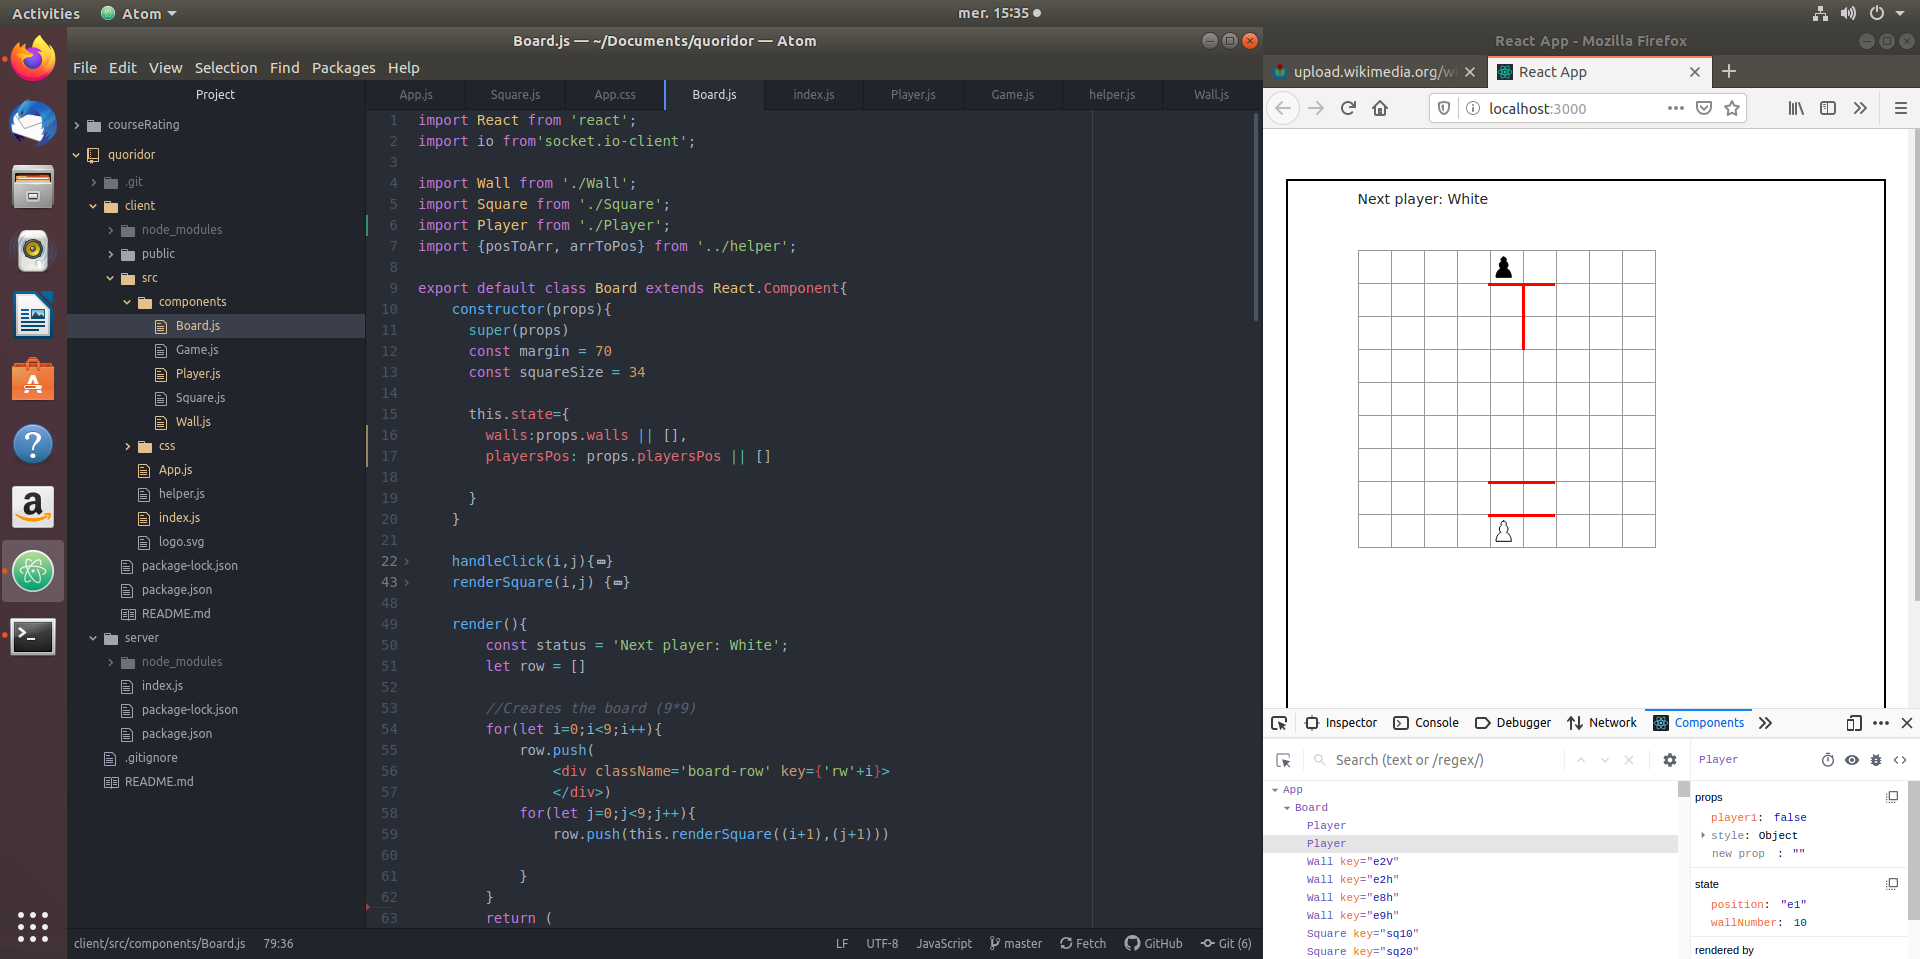 Activities
Atom
mer. 15:35
Board.js — ~/Documents/quoridor — Atom
File Edit View Selection Find Packages Help
Project
courseRating
quoridor
.git
client
node_modules
public
src
components
Board.js
Game.js
Player.js
Square.js
Wall.js
css
App.js
helper.js
index.js
logo.svg
package-lock.json
package.json
README.md
server
node_modules
index.js
package-lock.json
package.json
.gitignore
README.md
App.js Square.js App.css Board.js index.js Player.js Game.js helper.js Wall.js
1 import React from 'react';
2 import io from'socket.io-client';
3
4 import Wall from './Wall';
5 import Square from './Square';
6 import Player from './Player';
7 import {posToArr, arrToPos} from '../helper';
8
9 export default class Board extends React.Component{
10 constructor(props){
11 super(props)
12 const margin = 70
13 const squareSize = 34
14
15 this.state={
16 walls:props.walls || [],
17 playersPos: props.playersPos || []
18
19 }
20 }
21
22 handleClick(i,j){…}
43 renderSquare(i,j) {…}
48
49 render(){
50 const status = 'Next player: White';
51 let row = []
52
53 //Creates the board (9*9)
54 for(let i=0;i<9;i++){
55 row.push(
56 <div className='board-row' key={'rw'+i}>
57 </div>)
58 for(let j=0;j<9;j++){
59 row.push(this.renderSquare((i+1),(j+1)))
60
61 }
62 }
63 return (
client/src/components/Board.js 79:36
LF UTF-8 JavaScript master Fetch GitHub Git (6)
React App - Mozilla Firefox
upload.wikimedia.org/w
React App
localhost:3000
Next player: White
Inspector Console Debugger Network Components
Search (text or /regex/)
App
Board
Player
Player
Wall key="e2V"
Wall key="e2h"
Wall key="e8h"
Wall key="e9h"
Square key="sq10"
Square key="sq20"
Player
props
player1: false
style: Object
new prop : ""
state
position: "e1"
wallNumber: 10
rendered by